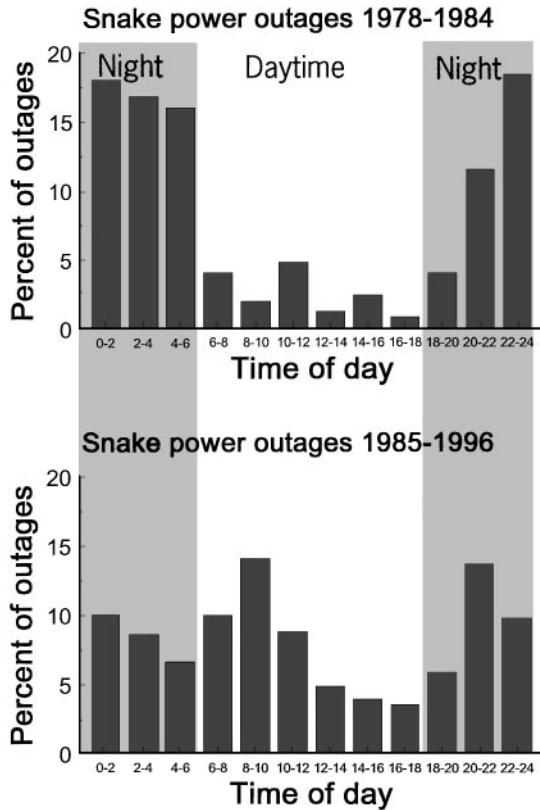 Snake power outages 1978-1984
Night Daytime Night
Percent of outages
20
15
10
5
0
0-2 2-4 4-6 6-8 8-10 10-12 12-14 14-16 16-18 18-20 20-22 22-24
Time of day
Snake power outages 1985-1996
Percent of outages
20
15
10
5
0
0-2 2-4 4-6 6-8 8-10 10-12 12-14 14-16 16-18 18-20 20-22 22-24
Time of day